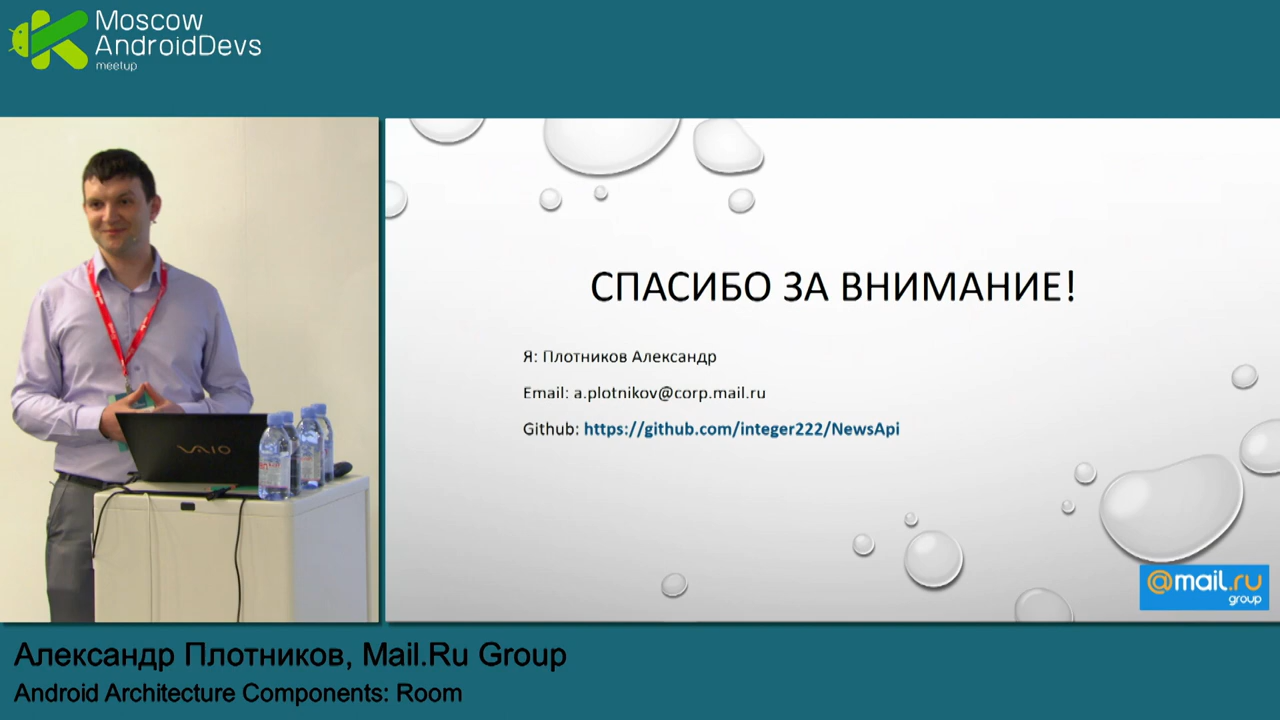 Moscow
AndroidDevs
meetup
СПАСИБО ЗА ВНИМАНИЕ!
Я: Плотников Александр
Email: a.plotnikov@corp.mail.ru
Github: https://github.com/integer222/NewsApi
VAIO
@mail.ru
group
Александр Плотников, Mail.Ru Group
Android Architecture Components: Room